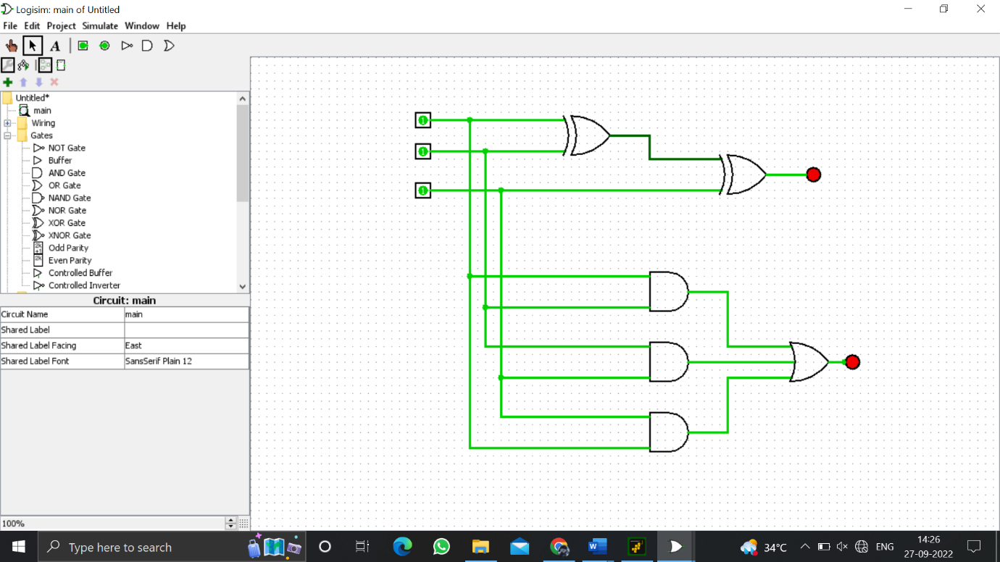 Logisim: main of Untitled
File Edit Project Simulate Window Help
A
Untitled*
main
Wiring
Gates
NOT Gate
Buffer
AND Gate
OR Gate
NAND Gate
NOR Gate
XOR Gate
XNOR Gate
Odd Parity
Even Parity
Controlled Buffer
Controlled Inverter
Circuit: main
Circuit Name main
Shared Label
Shared Label Facing East
Shared Label Font SansSerif Plain 12
100%
1
1
1
Type here to search
34°C ENG 14:26
27-09-2022